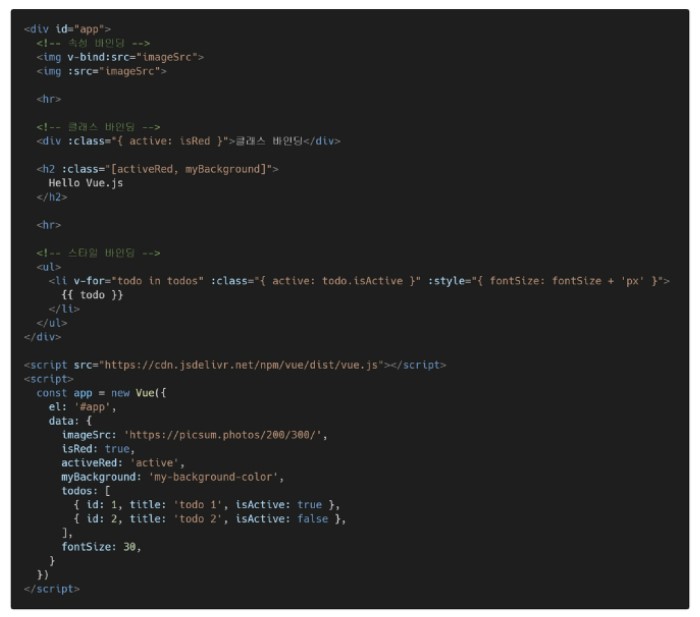 <div id="app">
<!-- 속성 바인딩 -->
<img v-bind:src="imageSrc">
<img :src="imageSrc">
<hr>
<!-- 클래스 바인딩 -->
<div :class="{ active: isRed }">클래스 바인딩</div>
<h2 :class="[activeRed, myBackground]">
Hello Vue.js
</h2>
<hr>
<!-- 스타일 바인딩 -->
<ul>
<li v-for="todo in todos" :class="{ active: todo.isActive }" :style="{ fontSize: fontSize + 'px' }">
{{ todo }}
</li>
</ul>
</div>
<script src="https://cdn.jsdelivr.net/npm/vue/dist/vue.js"></script>
<script>
const app = new Vue({
el: '#app',
data: {
imageSrc: 'https://picsum.photos/200/300/',
isRed: true,
activeRed: 'active',
myBackground: 'my-background-color',
todos: [
{ id: 1, title: 'todo 1', isActive: true },
{ id: 2, title: 'todo 2', isActive: false },
],
fontSize: 30,
}
})
</script>